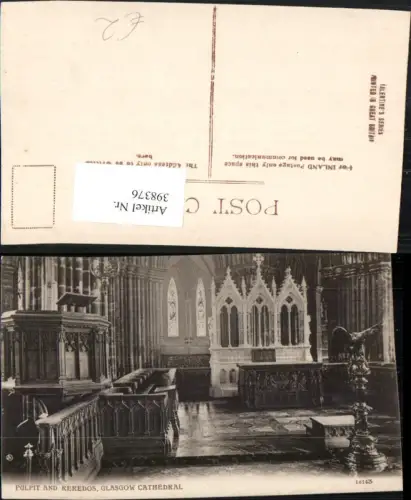 £2
VALENTINE'S SERIES
PRINTED IN GREAT BRITAIN
For INLAND Postage only this space
may be used for communication.
The Address only to be
here.
POST C
Artikel Nr.
398376
PULPIT AND REREDOS, GLASGOW CATHEDRAL